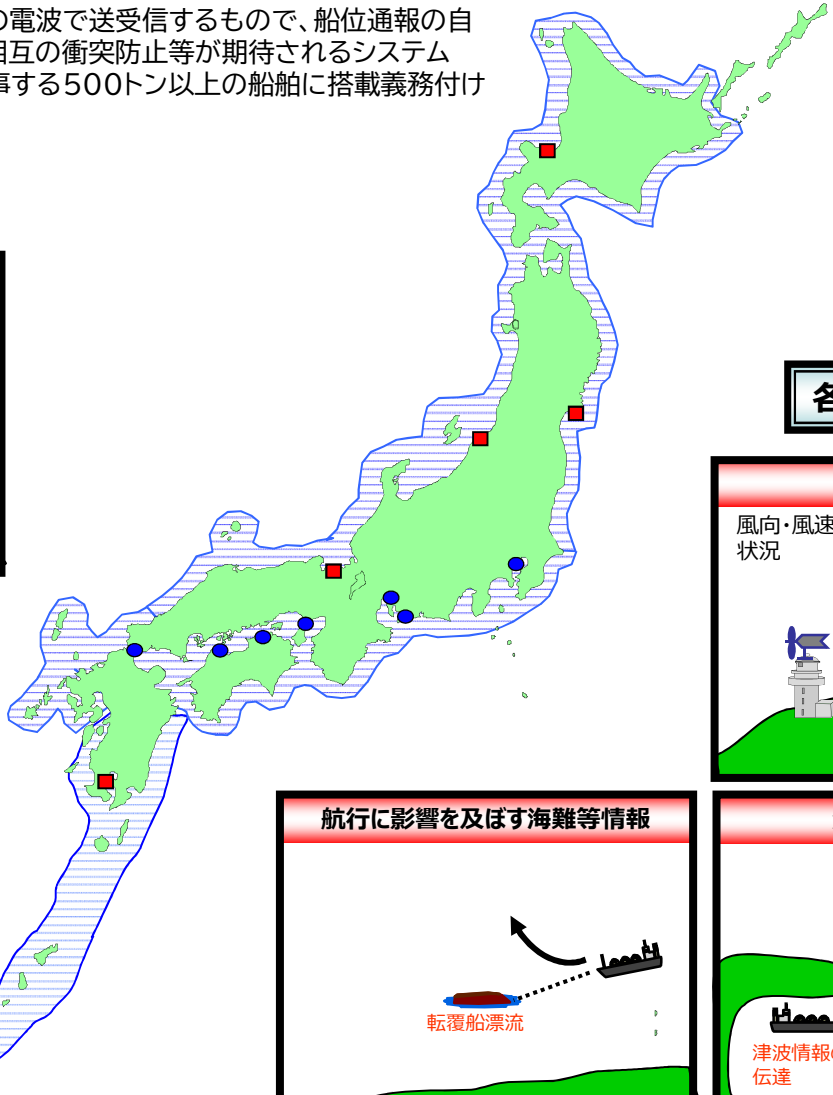 の電波で送受信するもので、船位通報の自
相互の衝突防止等が期待されるシステム
事する500トン以上の船舶に搭載義務付け
各
風向・風速
状況
航行に影響を及ぼす海難等情報
転覆船漂流
津波情報の
伝達